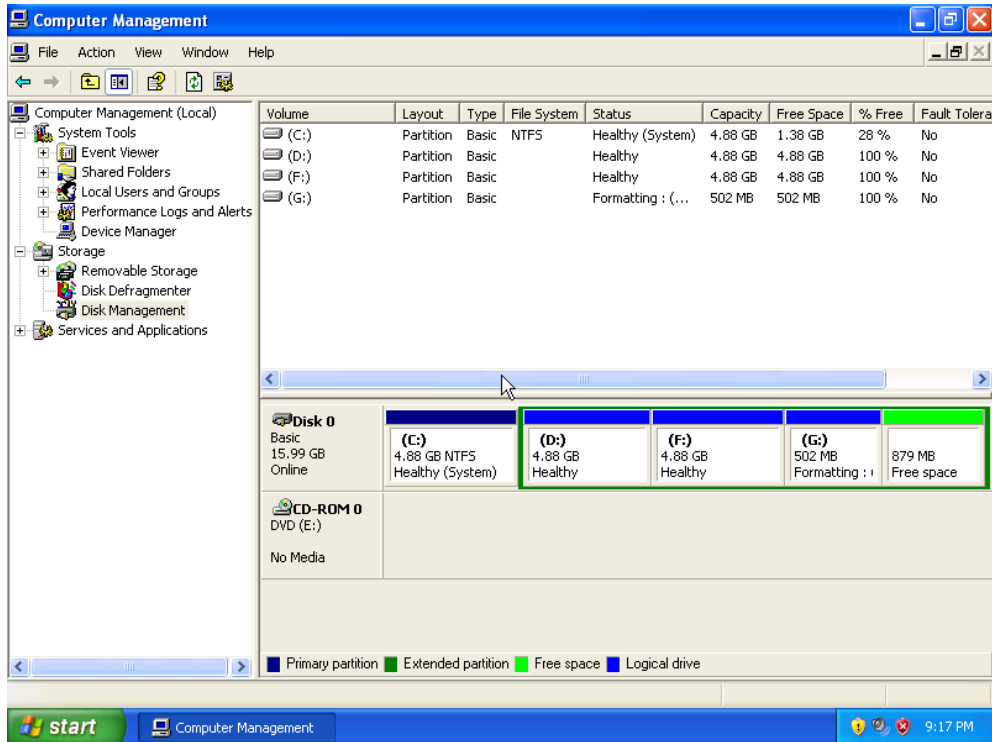 Computer Management
File Action View Window Help
Computer Management (Local)
System Tools
Event Viewer
Shared Folders
Local Users and Groups
Performance Logs and Alerts
Device Manager
Storage
Removable Storage
Disk Defragmenter
Disk Management
Services and Applications
Volume Layout Type File System Status Capacity Free Space % Free Fault Tolera
(C:) Partition Basic NTFS Healthy (System) 4.88 GB 1.38 GB 28 % No
(D:) Partition Basic Healthy 4.88 GB 4.88 GB 100 % No
(F:) Partition Basic Healthy 4.88 GB 4.88 GB 100 % No
(G:) Partition Basic Formatting : (... 502 MB 502 MB 100 % No
Disk 0
Basic
15.99 GB
Online
(C:)
4.88 GB NTFS
Healthy (System)
(D:)
4.88 GB
Healthy
(F:)
4.88 GB
Healthy
(G:)
502 MB
Formatting : (
879 MB
Free space
CD-ROM 0
DVD (E:)
No Media
Primary partition Extended partition Free space Logical drive
start Computer Management 9:17 PM